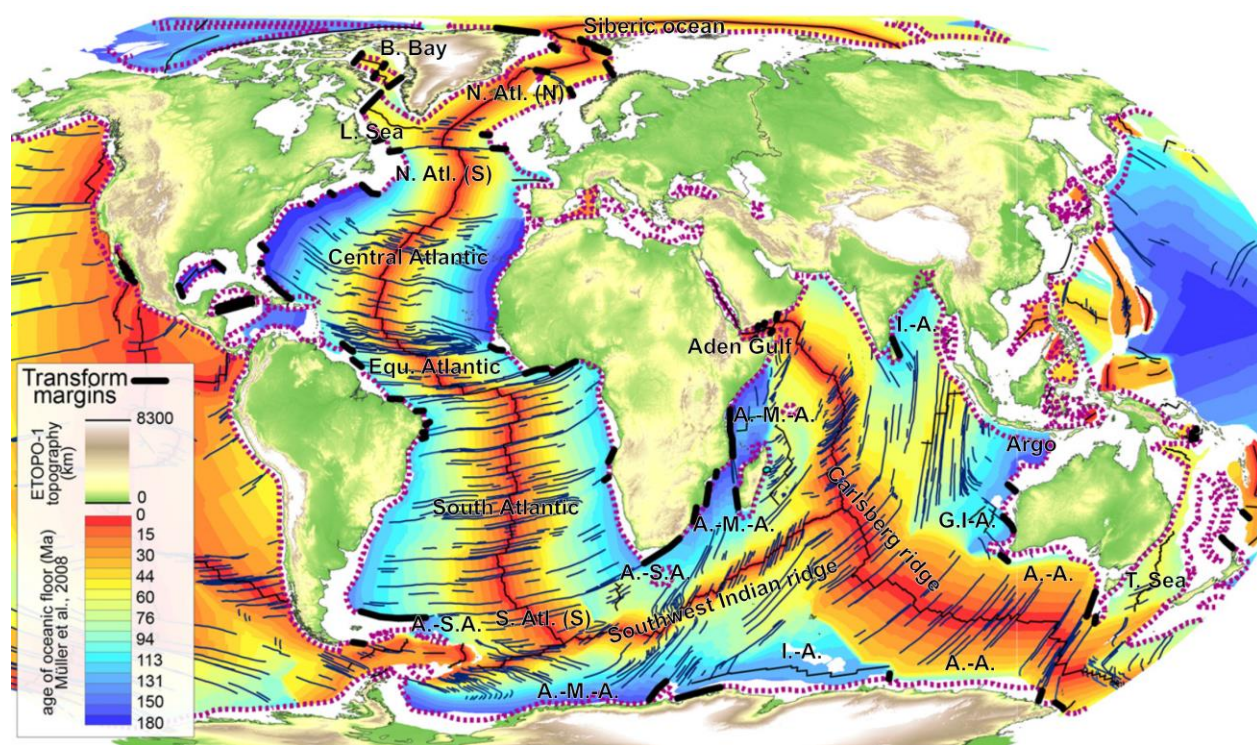 Siberic ocean
B. Bay
N. Atl. (N)
L. Sea
N. Atl. (S)
Central Atlantic
I.-A.
Aden Gulf
Equ. Atlantic
A.-M.-A.
Argo
Carlsberg ridge
South Atlantic
G.I-A.
A.-M.-A.
A.-S.A.
A.-A.
T. Sea
Southwest Indian ridge
A.-S.A.
S. Atl. (S)
I.-A.
A.-A.
A.-M.-A.
Transform
margins
8300
ETOPO-1
topography
(km)
0
0
15
30
44
60
76
94
113
131
150
180
age of oceanic floor (Ma)
Müller et al., 2008